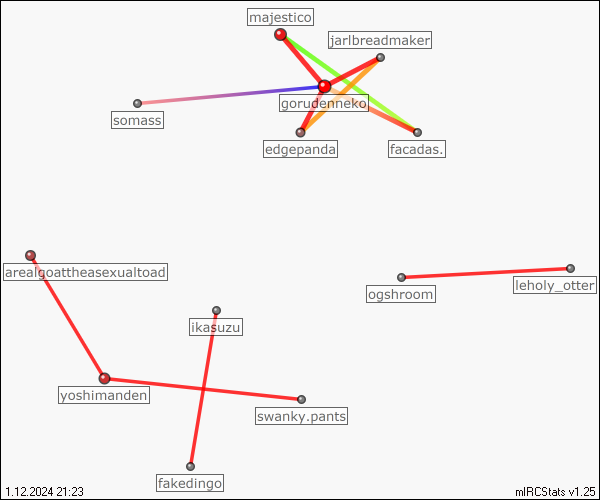 majestico
jarlbreadmaker
gorudenneko
somass
edgepanda
facadas.
arealgoattheasexualtoad
leholy_otter
ogshroom
ikasuzu
yoshimanden
swanky.pants
fakedingo
1.12.2024 21:23
mIRCStats v1.25